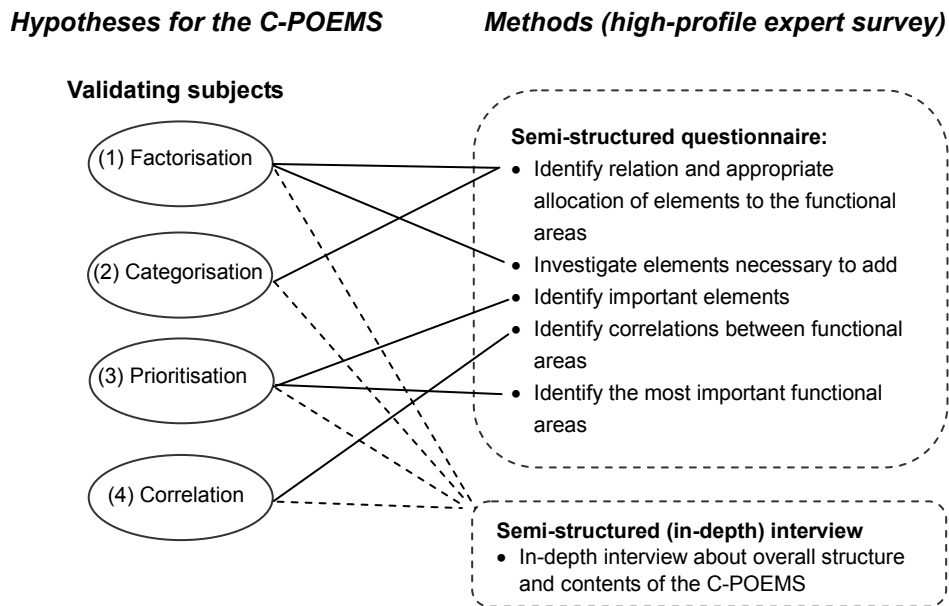 Hypotheses for the C-POEMS
Methods (high-profile expert survey)
Validating subjects
(1) Factorisation
(2) Categorisation
(3) Prioritisation
(4) Correlation
Semi-structured questionnaire:
• Identify relation and appropriate
allocation of elements to the functional
areas
• Investigate elements necessary to add
• Identify important elements
• Identify correlations between functional
areas
• Identify the most important functional
areas
Semi-structured (in-depth) interview
• In-depth interview about overall structure
and contents of the C-POEMS